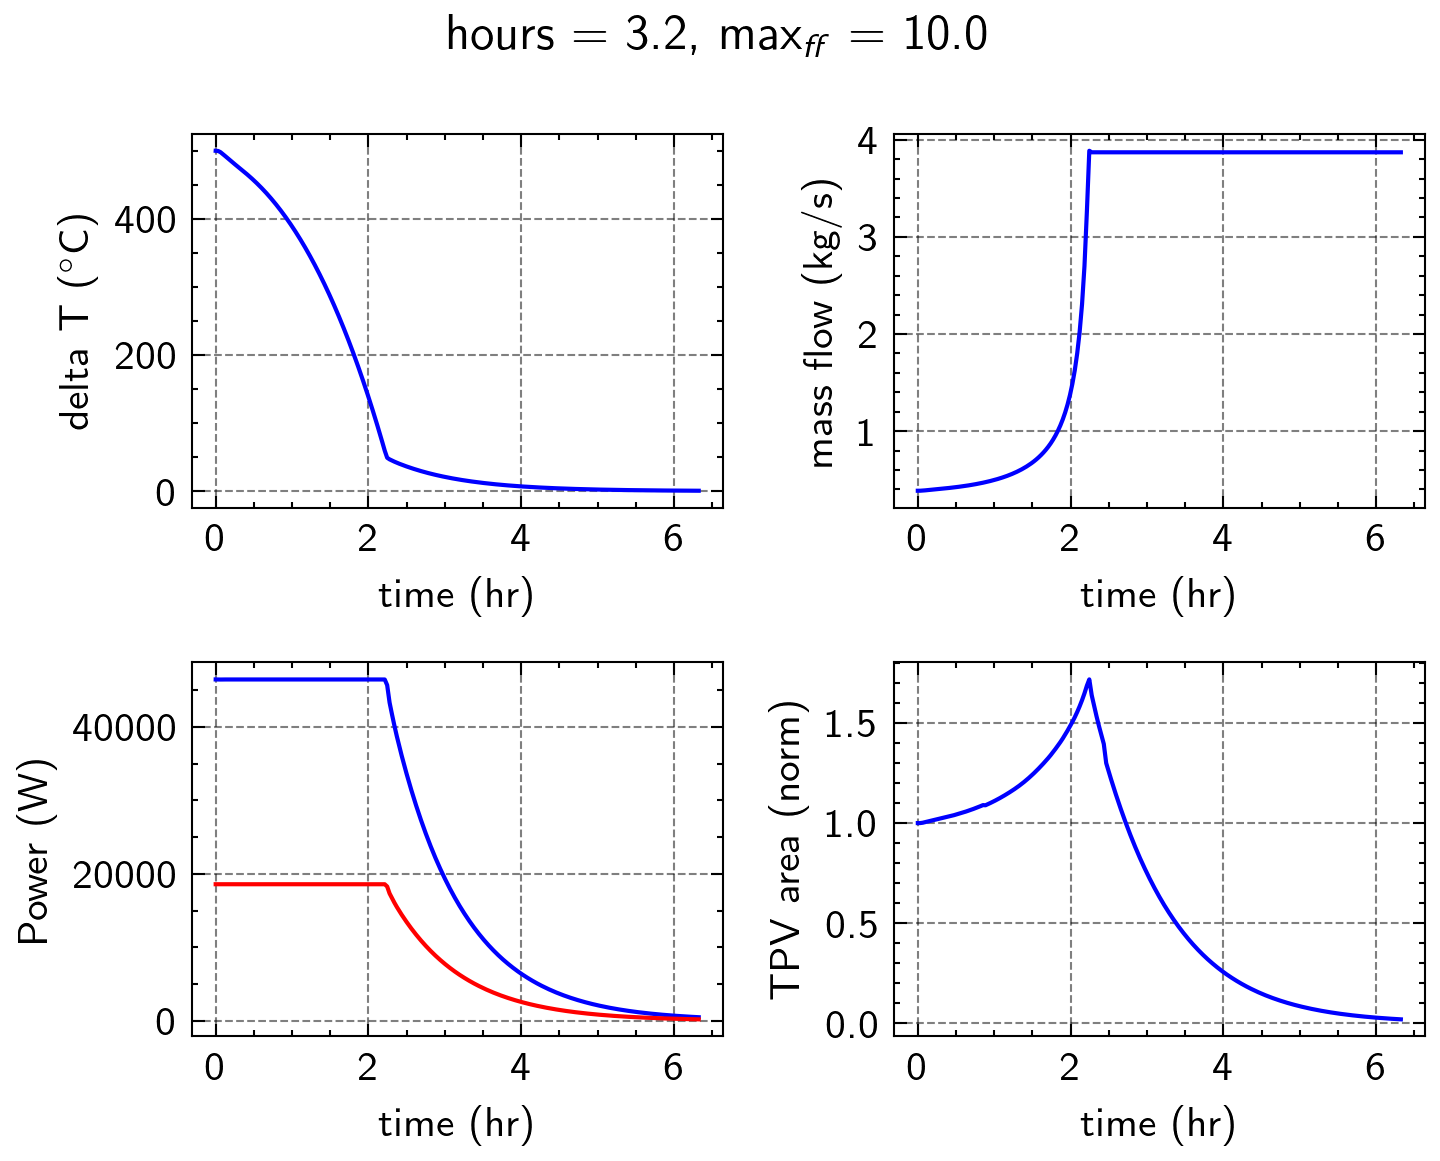 hours = 3.2, max_ff = 10.0
delta T (°C)
400
200
0
0 2 4 6
time (hr)
mass flow (kg/s)
4
3
2
1
0 2 4 6
time (hr)
Power (W)
40000
20000
0
0 2 4 6
time (hr)
TPV area (norm)
1.5
1.0
0.5
0.0
0 2 4 6
time (hr)